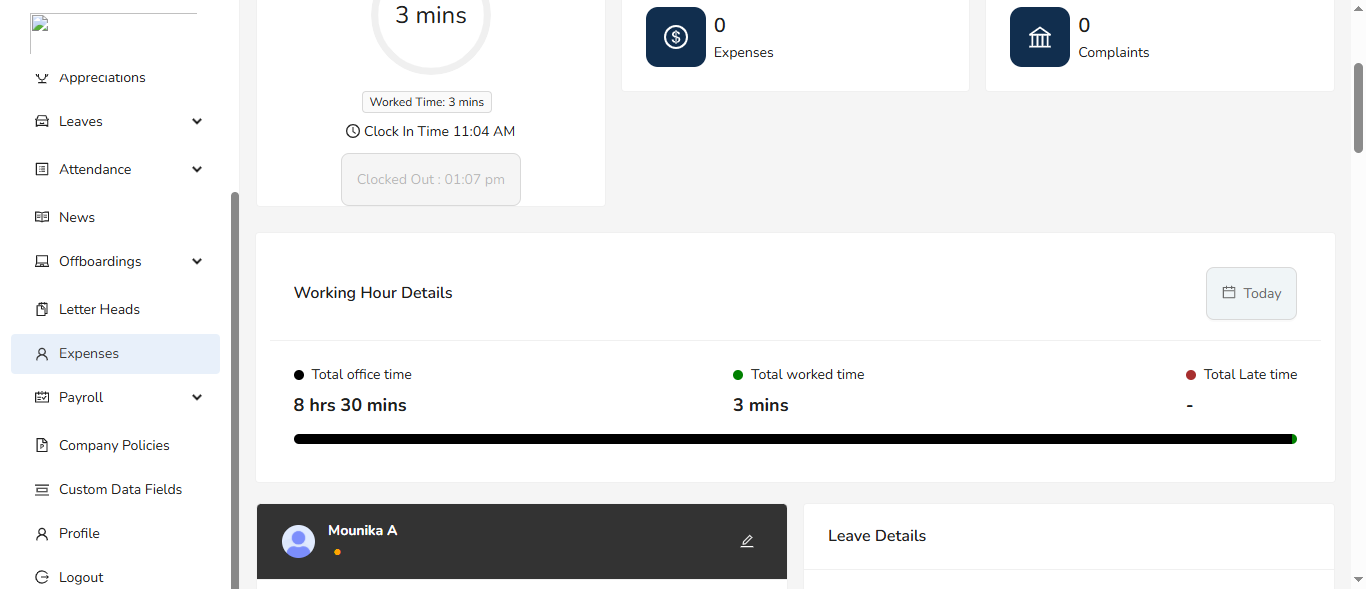 Appreciations
Leaves
Attendance
News
Offboardings
Letter Heads
Expenses
Payroll
Company Policies
Custom Data Fields
Profile
Logout
3 mins
Worked Time: 3 mins
Clock In Time 11:04 AM
Clocked Out : 01:07 pm
0
Expenses
0
Complaints
Working Hour Details
Today
Total office time
8 hrs 30 mins
Total worked time
3 mins
Total Late time
-
Mounika A
Leave Details